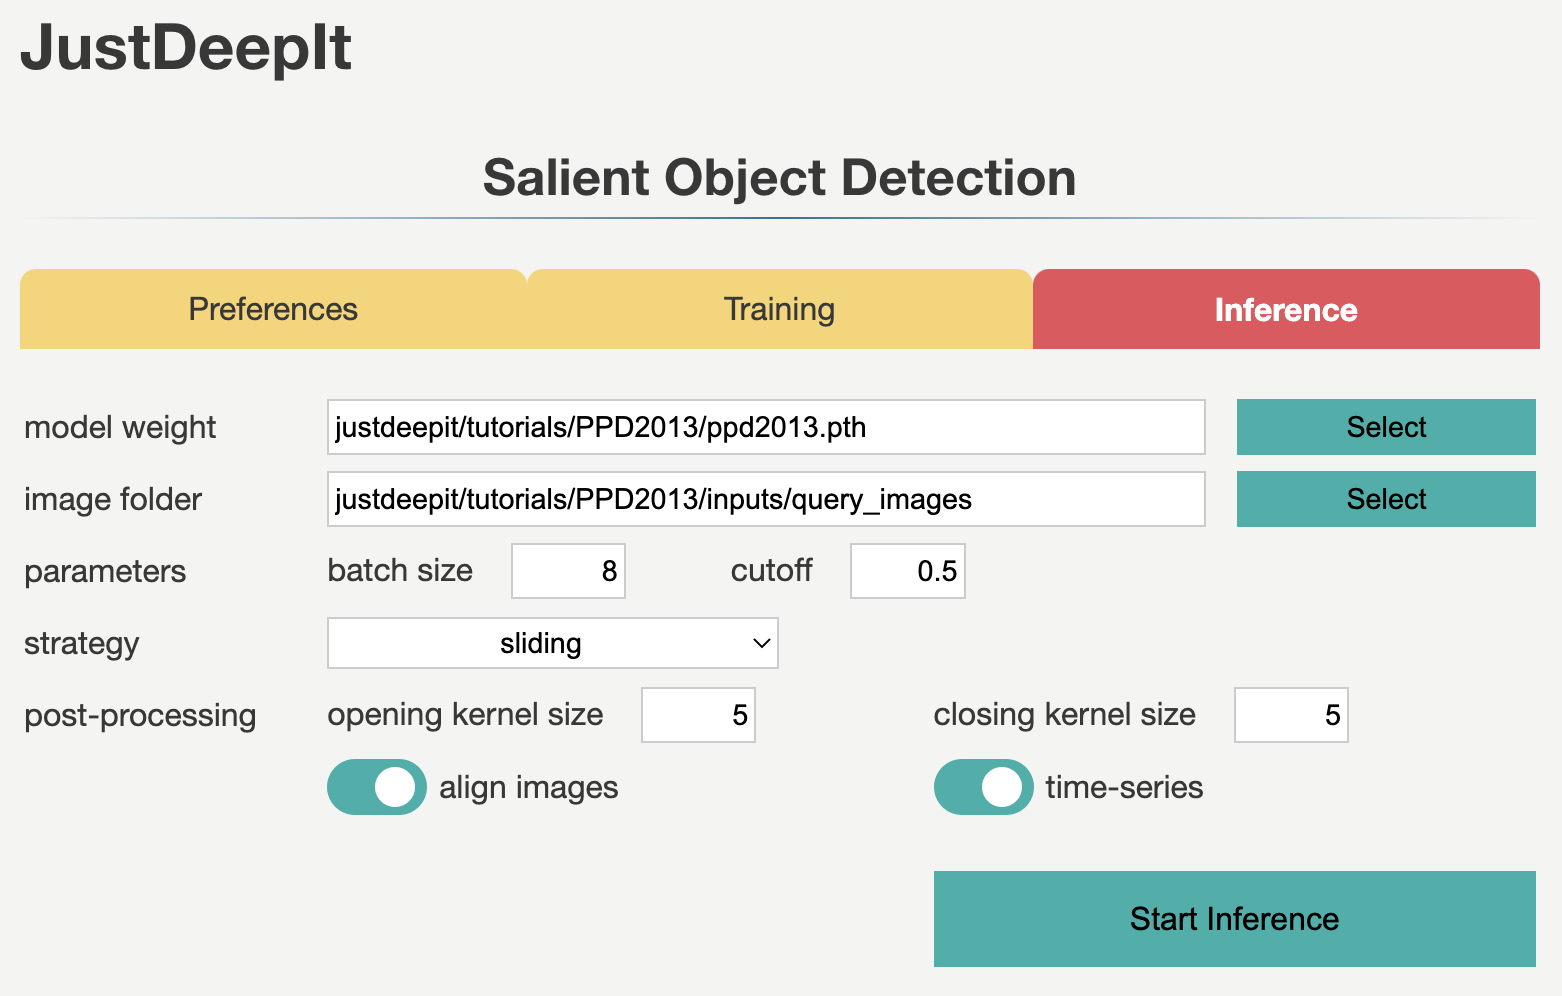 JustDeepIt
Salient Object Detection
Preferences Training Inference
model weight justdeepit/tutorials/PPD2013/ppd2013.pth Select
image folder justdeepit/tutorials/PPD2013/inputs/query_images Select
parameters batch size 8 cutoff 0.5
strategy sliding
post-processing opening kernel size 5 closing kernel size 5
align images time-series
Start Inference